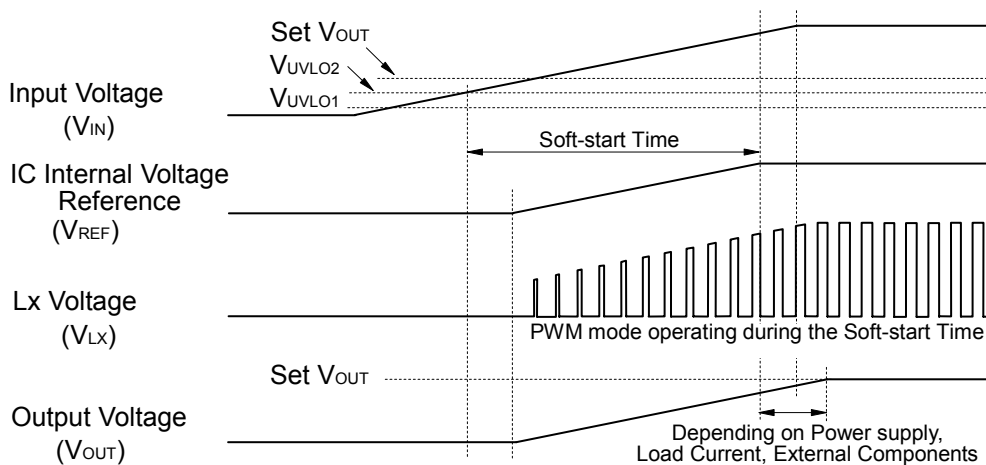 Set VOUT
VUVLO2
VUVLO1
Input Voltage
(VIN)
Soft-start Time
IC Internal Voltage
Reference
(VREF)
Lx Voltage
(VLX)
PWM mode operating during the Soft-start Time
Set VOUT
Output Voltage
(VOUT)
Depending on Power supply,
Load Current, External Components